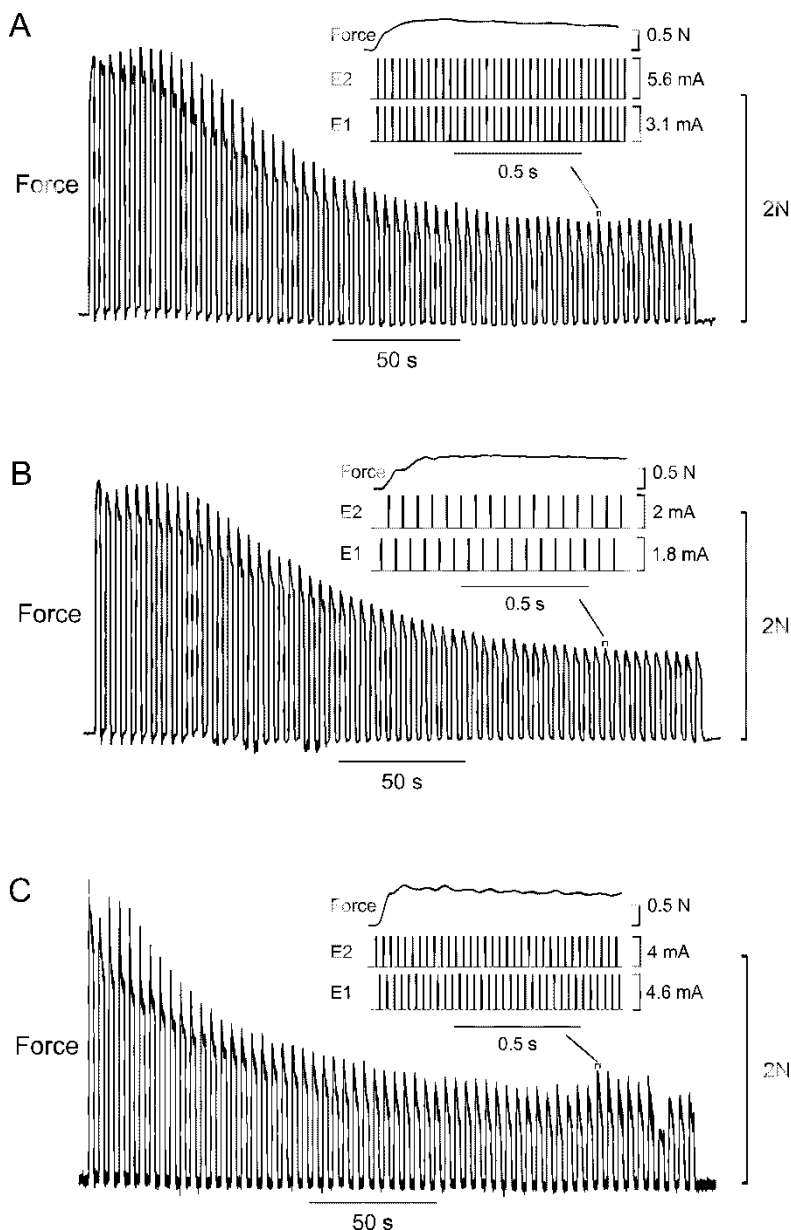 A
Force
0.5 N
E2
5.6 mA
E1
3.1 mA
0.5 s
Force
2N
50 s
B
Force
0.5 N
E2
2 mA
E1
1.8 mA
0.5 s
Force
2N
50 s
C
Force
0.5 N
E2
4 mA
E1
4.6 mA
0.5 s
Force
2N
50 s